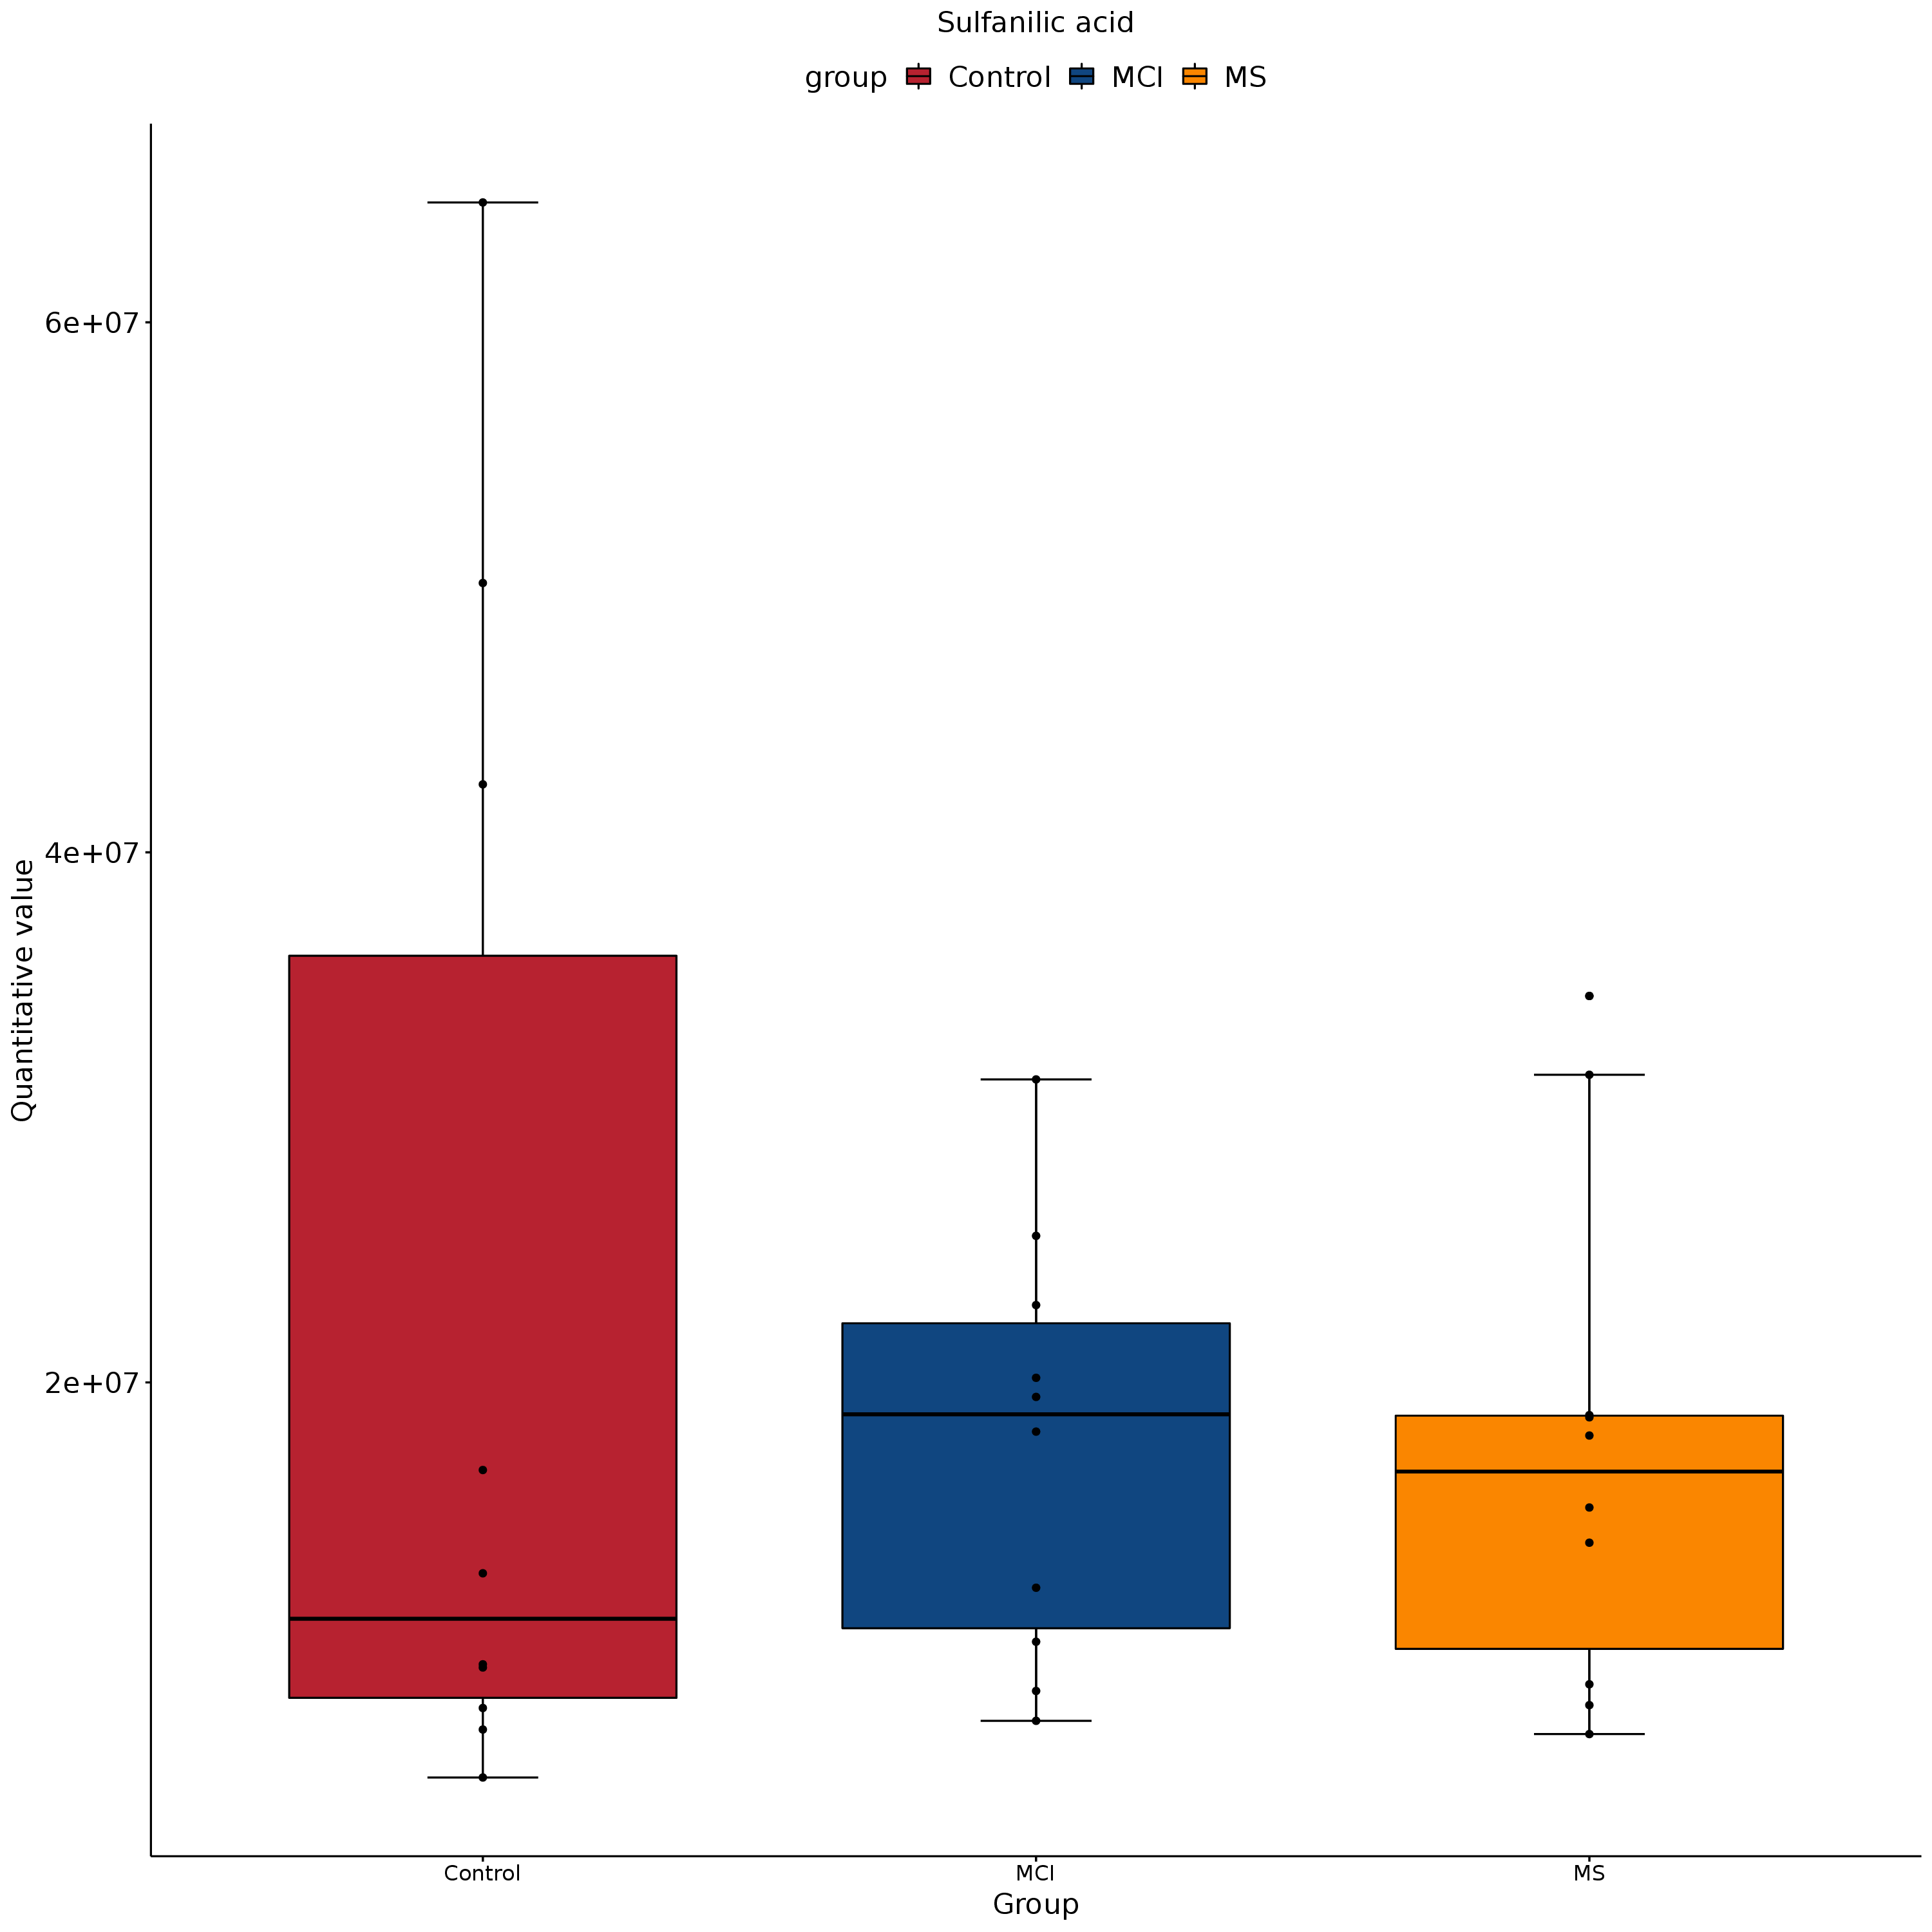 Sulfanilic acid
group Control MCI MS
Quantitative value
6e+07
4e+07
2e+07
Control MCI MS
Group